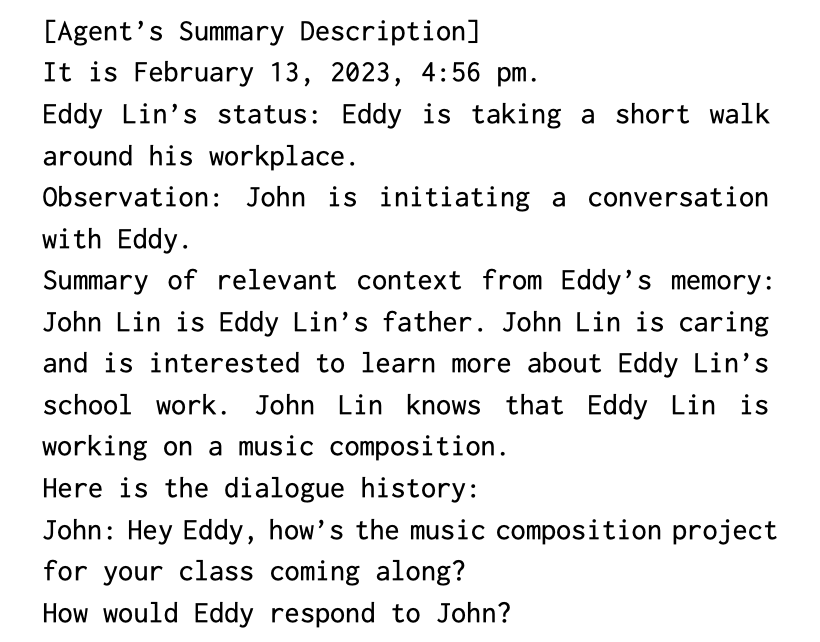 [Agent’s Summary Description]
It is February 13, 2023, 4:56 pm.
Eddy Lin’s status: Eddy is taking a short walk
around his workplace.
Observation: John is initiating a conversation
with Eddy.
Summary of relevant context from Eddy’s memory:
John Lin is Eddy Lin’s father. John Lin is caring
and is interested to learn more about Eddy Lin’s
school work. John Lin knows that Eddy Lin is
working on a music composition.
Here is the dialogue history:
John: Hey Eddy, how’s the music composition project
for your class coming along?
How would Eddy respond to John?